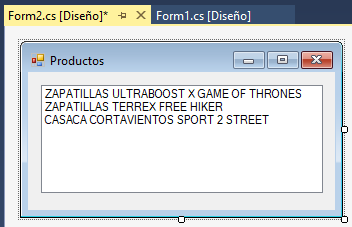 Form2.cs [Diseño]*
Form1.cs [Diseño]
Productos
ZAPATILLAS ULTRABOOST X GAME OF THRONES
ZAPATILLAS TERREX FREE HIKER
CASACA CORTAVIENTOS SPORT 2 STREET